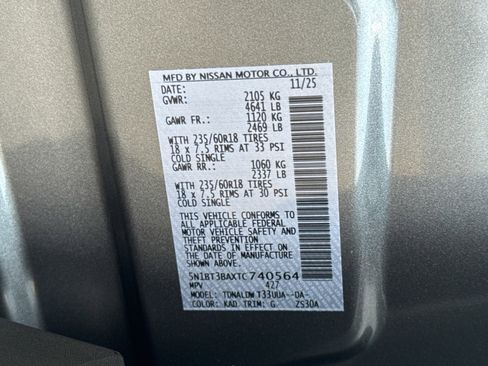 MFD BY NISSAN MOTOR CO., LTD.
DATE: 11/25
GVWR: 2105 KG
4641 LB
GAWR FR.: 1120 KG
2469 LB
WITH 235/60R18 TIRES
18 x 7.5 RIMS AT 33 PSI
COLD SINGLE
GAWR RR.: 1060 KG
2337 LB
WITH 235/60R18 TIRES
18 x 7.5 RIMS AT 30 PSI
COLD SINGLE
THIS VEHICLE CONFORMS TO
ALL APPLICABLE FEDERAL
MOTOR VEHICLE SAFETY AND
THEFT PREVENTION
STANDARDS IN EFFECT ON
THE DATE OF MANUFACTURE
SHOWN ABOVE.
5N1BT3BAXTC740564
MPV 427
MODEL: TDNALDW T33UUA--DA-
COLOR: KAD TRIM: G ZS30A